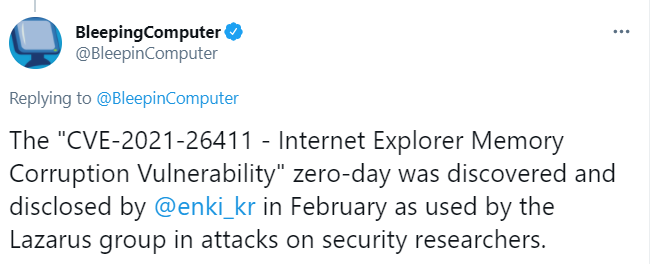 BleepingComputer
@BleepinComputer
Replying to @BleepinComputer
The "CVE-2021-26411 - Internet Explorer Memory
Corruption Vulnerability" zero-day was discovered and
disclosed by @enki_kr in February as used by the
Lazarus group in attacks on security researchers.